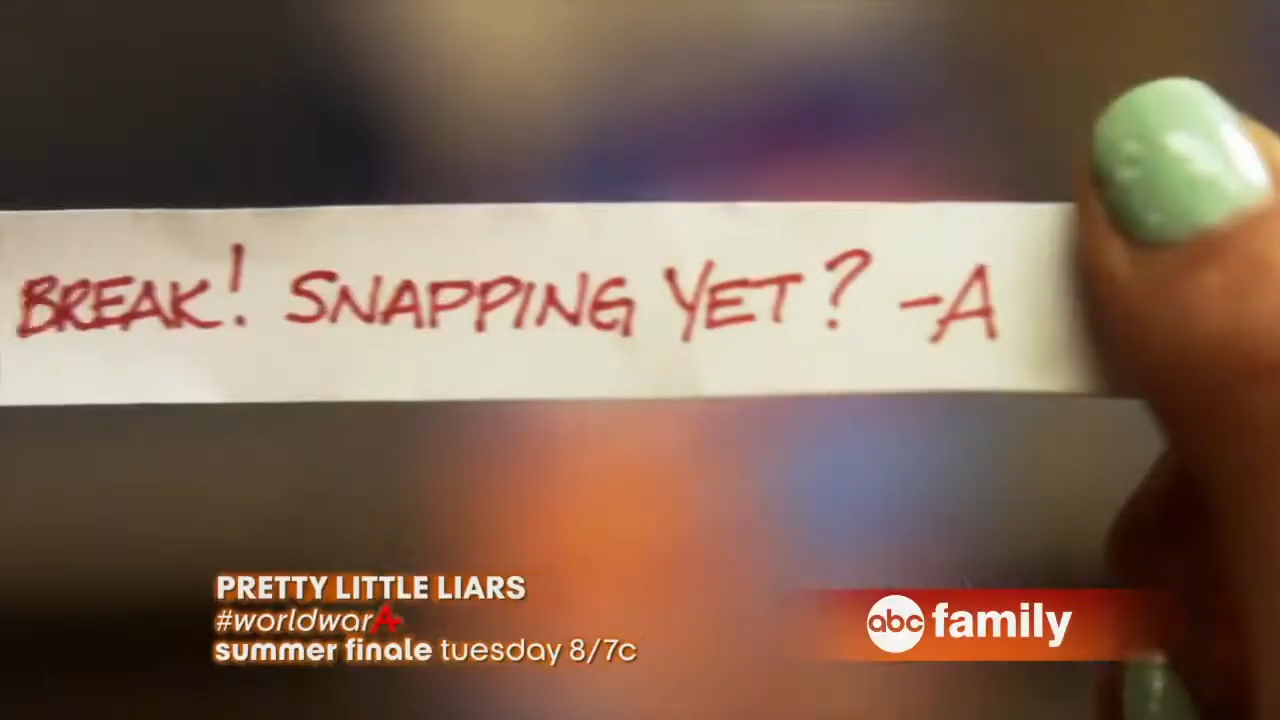 BREAK! SNAPPING YET? -A
PRETTY LITTLE LIARS
#worldwarA
summer finale tuesday 8/7c
abc family